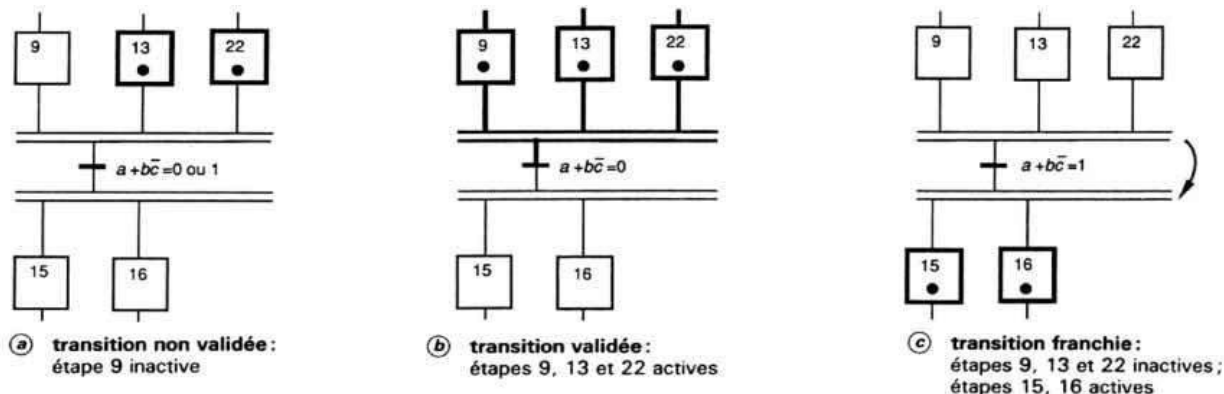 9 13 22
a+bc̅=0 ou 1
15 16
ⓐ transition non validée :
étape 9 inactive
9 13 22
a+bc̅=0
15 16
ⓑ transition validée :
étapes 9, 13 et 22 actives
9 13 22
a+bc̅=1
15 16
ⓒ transition franchie :
étapes 9, 13 et 22 inactives ;
étapes 15, 16 actives